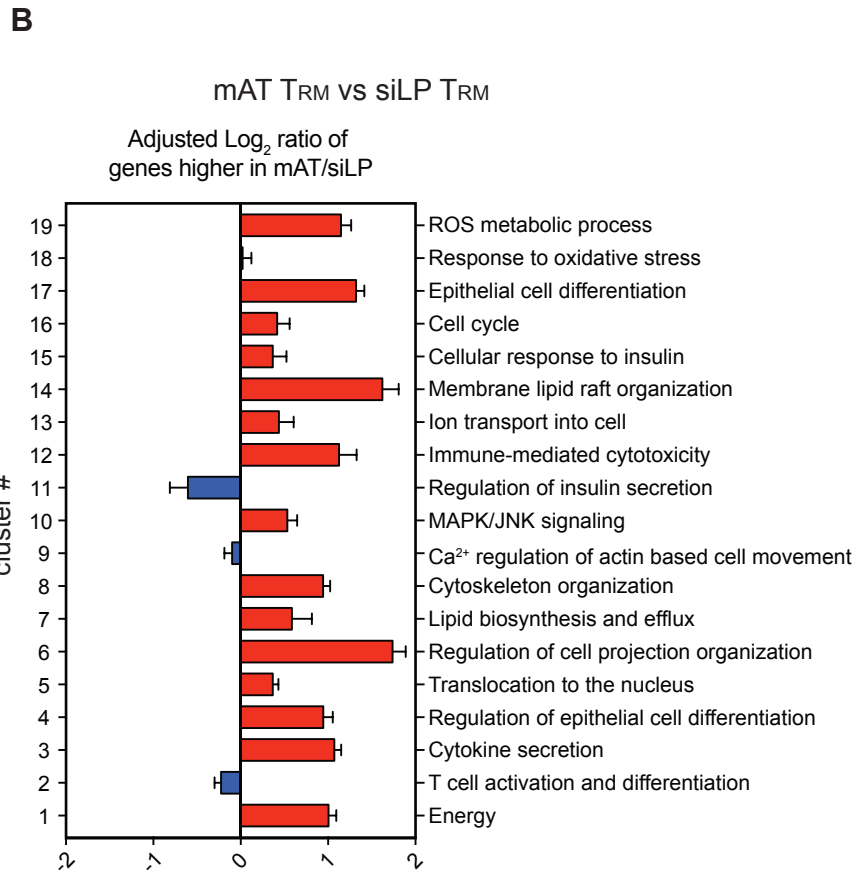 B
mAT TRM vs siLP TRM
Adjusted Log2 ratio of
genes higher in mAT/siLP
19 ROS metabolic process
18 Response to oxidative stress
17 Epithelial cell differentiation
16 Cell cycle
15 Cellular response to insulin
14 Membrane lipid raft organization
13 Ion transport into cell
12 Immune-mediated cytotoxicity
11 Regulation of insulin secretion
10 MAPK/JNK signaling
9 Ca2+ regulation of actin based cell movement
8 Cytoskeleton organization
7 Lipid biosynthesis and efflux
6 Regulation of cell projection organization
5 Translocation to the nucleus
4 Regulation of epithelial cell differentiation
3 Cytokine secretion
2 T cell activation and differentiation
1 Energy
cluster #
-2 -1 0 1 2